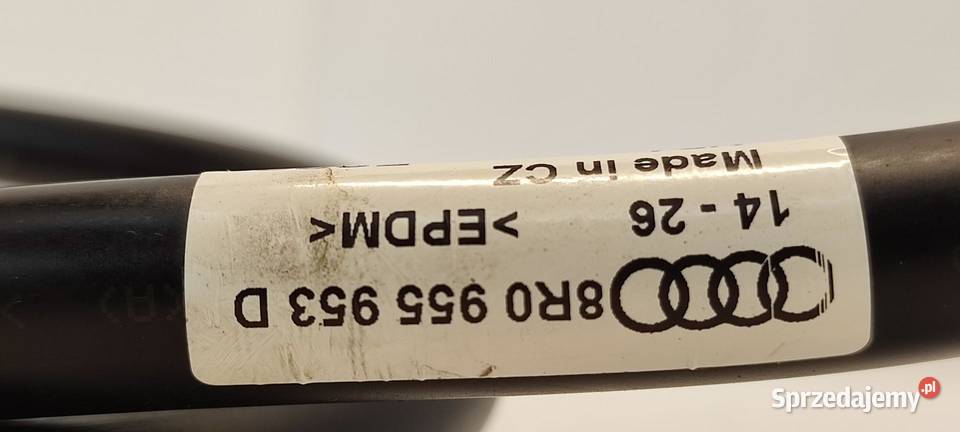 8R0 955 953 D
14 - 26 >EPDM<
Made in CZ
Sprzedajemy.pl